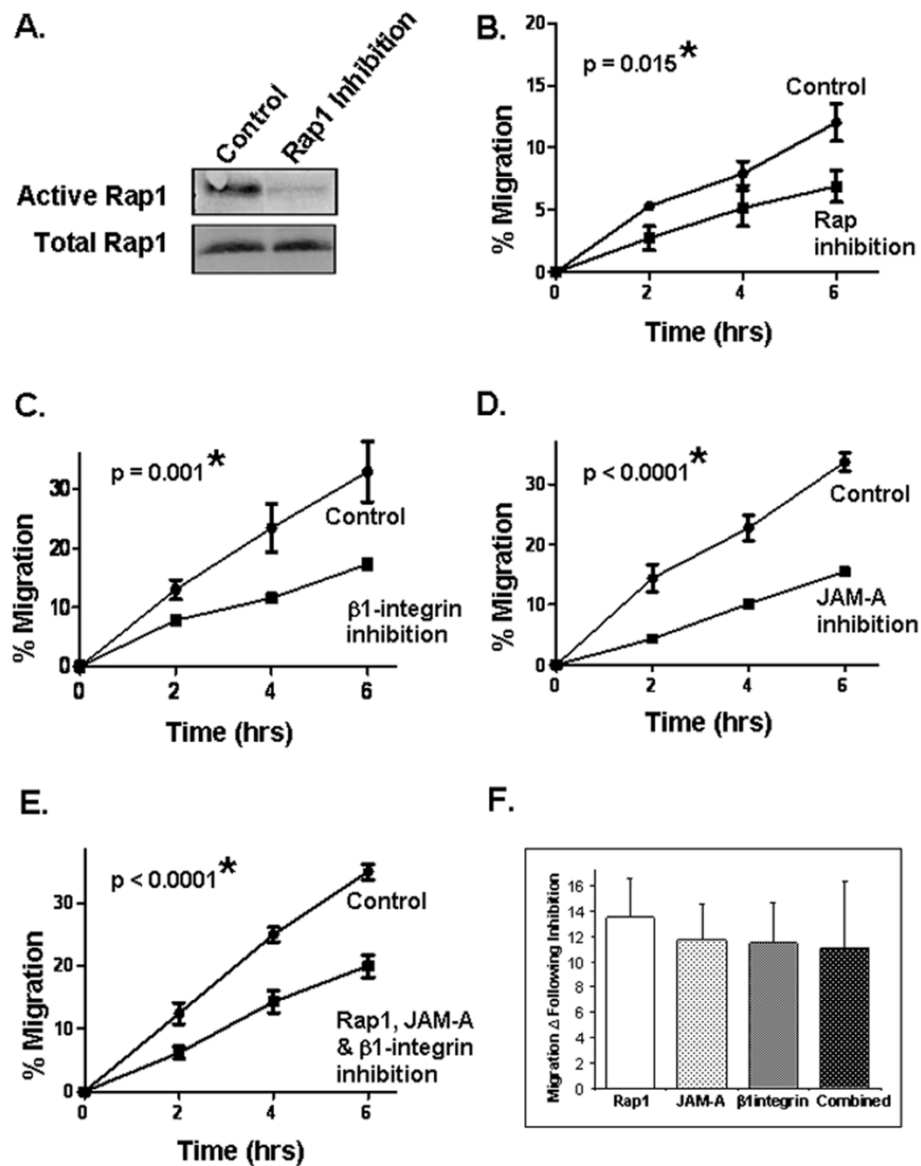 A.
Control
Rap1 Inhibition
Active Rap1
Total Rap1
B.
p = 0.015*
Control
Rap
inhibition
% Migration
20
15
10
5
0
0 2 4 6
Time (hrs)
C.
p = 0.001*
Control
β1-integrin
inhibition
% Migration
30
20
10
0
0 2 4 6
Time (hrs)
D.
p < 0.0001*
Control
JAM-A
inhibition
% Migration
30
20
10
0
0 2 4 6
Time (hrs)
E.
p < 0.0001*
Control
Rap1, JAM-A
& β1-integrin
inhibition
% Migration
30
20
10
0
0 2 4 6
Time (hrs)
F.
Migration Δ Following Inhibition
16
14
12
10
8
6
4
2
0
Rap1 JAM-A β1integrin Combined